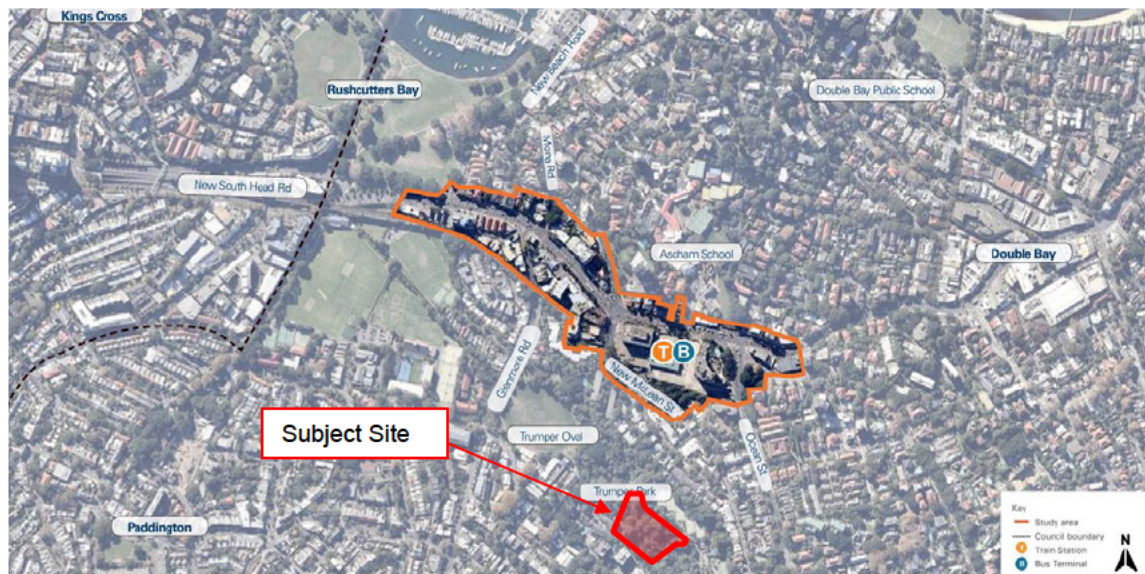 Kings Cross
Rushcutters Bay
New Beach Road
Double Bay Public School
Mona Rd
New South Head Rd
Ascham School
Double Bay
T B
Glenmore Rd
New McLean St
Subject Site
Trumper Oval
Ocean St
Trumper Park
Paddington
Key
Study area
Council boundary
T Train Station
B Bus Terminal
N